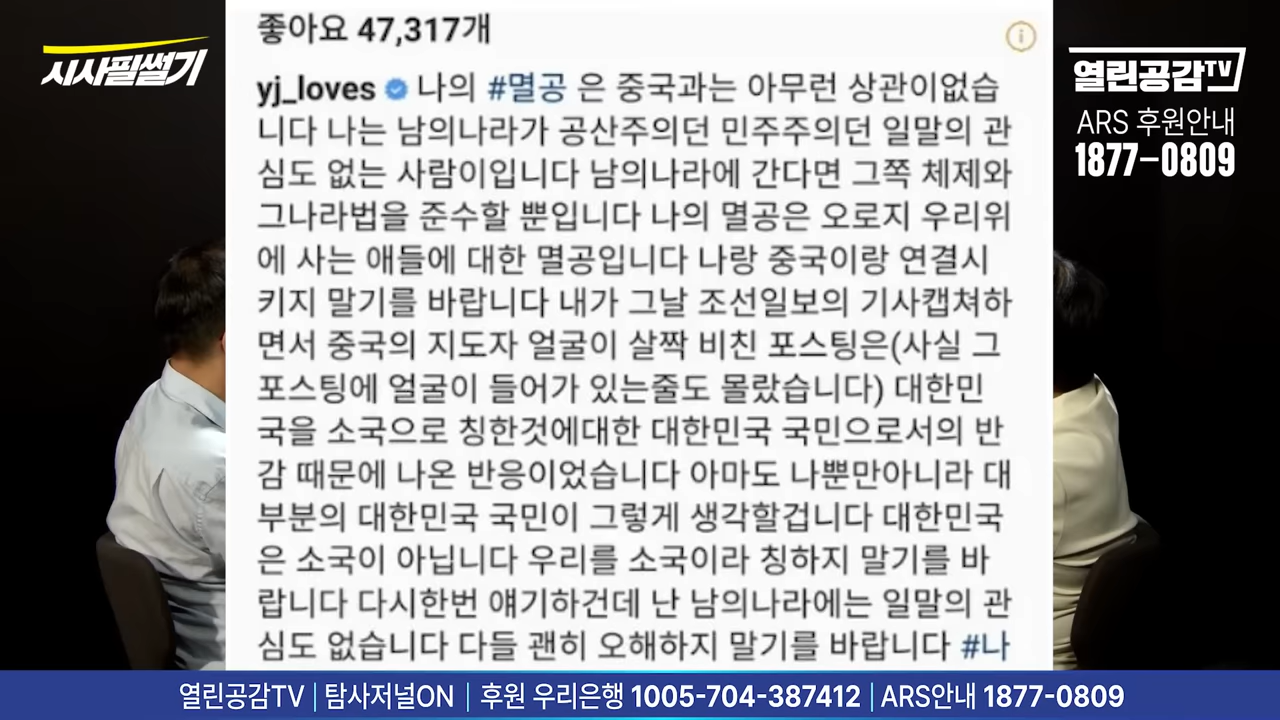 시사필썰기
좋아요 47,317개
yj_loves 나의 #멸공 은 중국과는 아무런 상관이없습
니다 나는 남의나라가 공산주의던 민주주의던 일말의 관
심도 없는 사람이입니다 남의나라에 간다면 그쪽 체제와
그나라법을 준수할 뿐입니다 나의 멸공은 오로지 우리위
에 사는 애들에 대한 멸공입니다 나랑 중국이랑 연결시
키지 말기를 바랍니다 내가 그날 조선일보의 기사캡쳐하
면서 중국의 지도자 얼굴이 살짝 비친 포스팅은(사실 그
포스팅에 얼굴이 들어가 있는줄도 몰랐습니다) 대한민
국을 소국으로 칭한것에대한 대한민국 국민으로서의 반
감 때문에 나온 반응이었습니다 아마도 나뿐만아니라 대
부분의 대한민국 국민이 그렇게 생각할겁니다 대한민국
은 소국이 아닙니다 우리를 소국이라 칭하지 말기를 바
랍니다 다시한번 얘기하건데 난 남의나라에는 일말의 관
심도 없습니다 다들 괜히 오해하지 말기를 바랍니다 #나
열린공감TV
ARS 후원안내
1877-0809
열린공감TV | 탐사저널ON | 후원 우리은행 1005-704-387412 | ARS안내 1877-0809